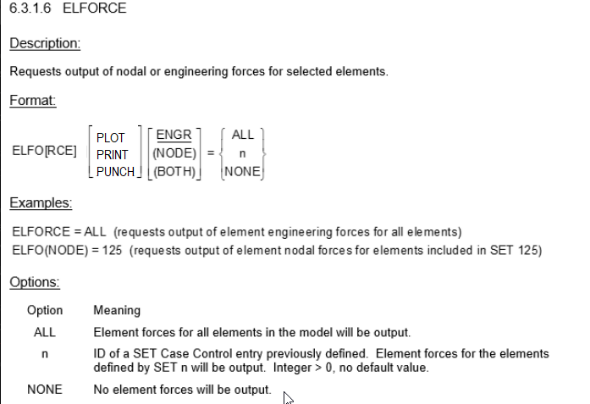 6.3.1.6 ELFORCE
Description:
Requests output of nodal or engineering forces for selected elements.
Format:
PLOT ENGR ALL
ELFO[RCE] PRINT (NODE) = n
PUNCH (BOTH) NONE
Examples:
ELFORCE = ALL (requests output of element engineering forces for all elements)
ELFO(NODE) = 125 (requests output of element nodal forces for elements included in SET 125)
Options:
Option Meaning
ALL Element forces for all elements in the model will be output.
n ID of a SET Case Control entry previously defined. Element forces for the elements
defined by SET n will be output. Integer > 0, no default value.
NONE No element forces will be output.